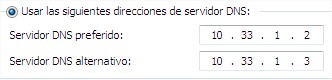 Usar las siguientes direcciones de servidor DNS:
Servidor DNS preferido: 10 . 33 . 1 . 2
Servidor DNS alternativo: 10 . 33 . 1 . 3